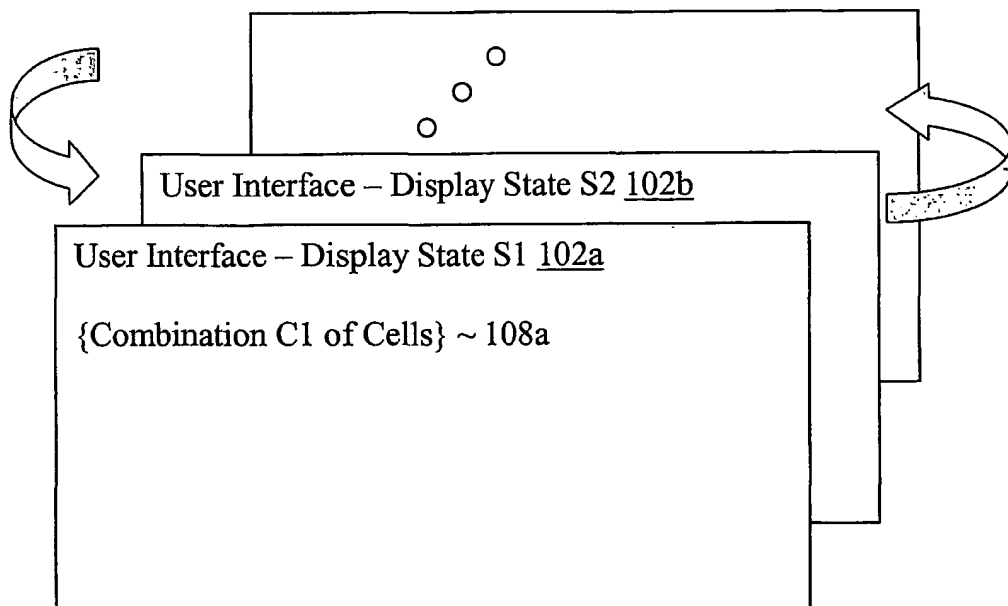 User Interface – Display State S2 102b
User Interface – Display State S1 102a
{Combination C1 of Cells} ~ 108a